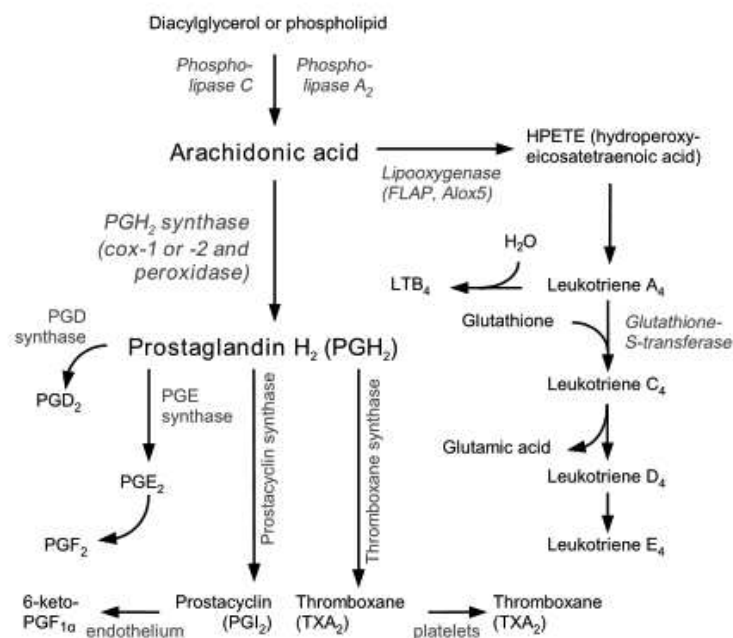 Diacylglycerol or phospholipid
Phospho-
lipase C
Phospho-
lipase A2
Arachidonic acid
Lipooxygenase
(FLAP, Alox5)
HPETE (hydroperoxy-
eicosatetraenoic acid)
PGH2 synthase
(cox-1 or -2 and
peroxidase)
H2O
LTB4
Leukotriene A4
Glutathione
Glutathione-
S-transferase
PGD
synthase
Prostaglandin H2 (PGH2)
PGD2
PGE
synthase
Prostacyclin synthase
Thromboxane synthase
Leukotriene C4
Glutamic acid
Leukotriene D4
PGE2
PGF2
Leukotriene E4
6-keto-
PGF1α
endothelium
Prostacyclin
(PGI2)
Thromboxane
(TXA2)
platelets
Thromboxane
(TXA2)